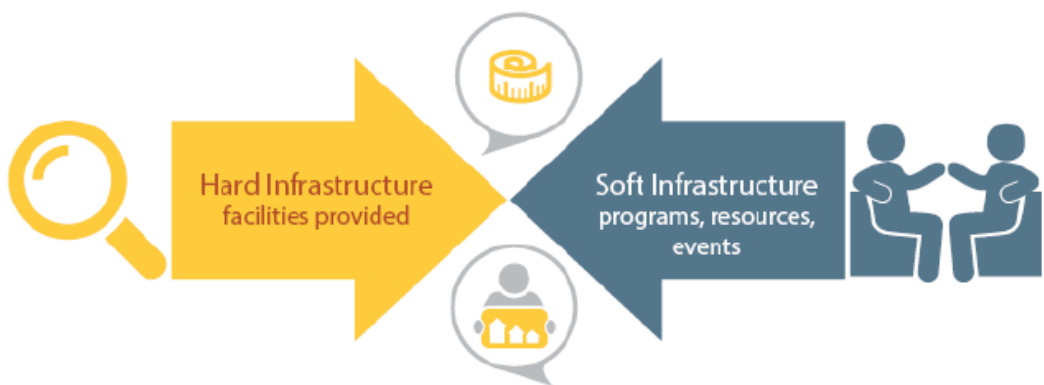 Hard Infrastructure
facilities provided
Soft Infrastructure
programs, resources,
events